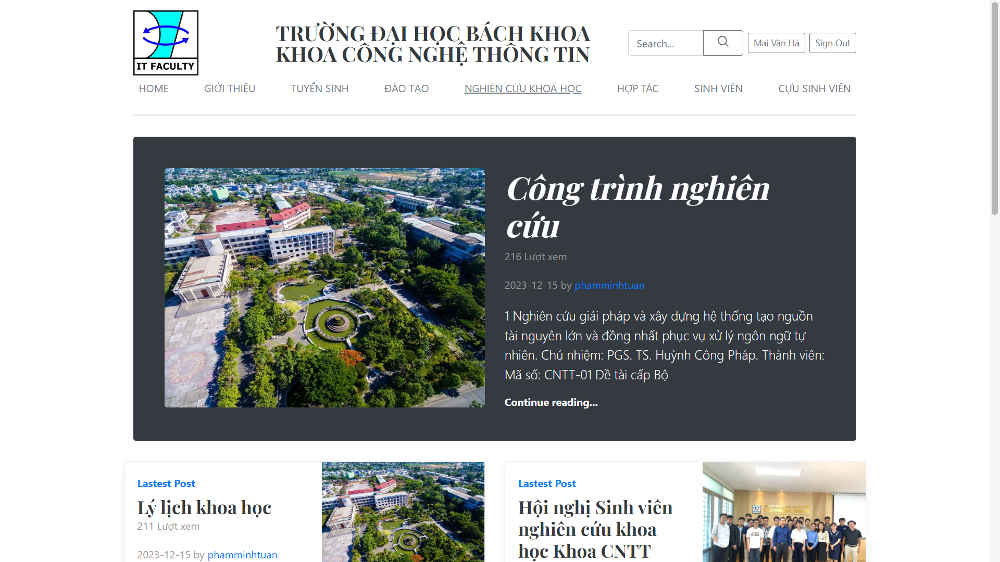 IT FACULTY
TRƯỜNG ĐẠI HỌC BÁCH KHOA
KHOA CÔNG NGHỆ THÔNG TIN
Search...
Mai Văn Hà
Sign Out
HOME GIỚI THIỆU TUYỂN SINH ĐÀO TẠO NGHIÊN CỨU KHOA HỌC HỢP TÁC SINH VIÊN CỰU SINH VIÊN
Công trình nghiên
cứu
216 Lượt xem
2023-12-15 by phamminhtuan
1 Nghiên cứu giải pháp và xây dựng hệ thống tạo nguồn
tài nguyên lớn và đồng nhất phục vụ xử lý ngôn ngữ tự
nhiên. Chủ nhiệm: PGS. TS. Huỳnh Công Pháp. Thành viên:
Mã số: CNTT-01 Đề tài cấp Bộ
Continue reading...
Lastest Post
Lý lịch khoa học
211 Lượt xem
2023-12-15 by phamminhtuan
Lastest Post
Hội nghị Sinh viên
nghiên cứu khoa
học Khoa CNTT